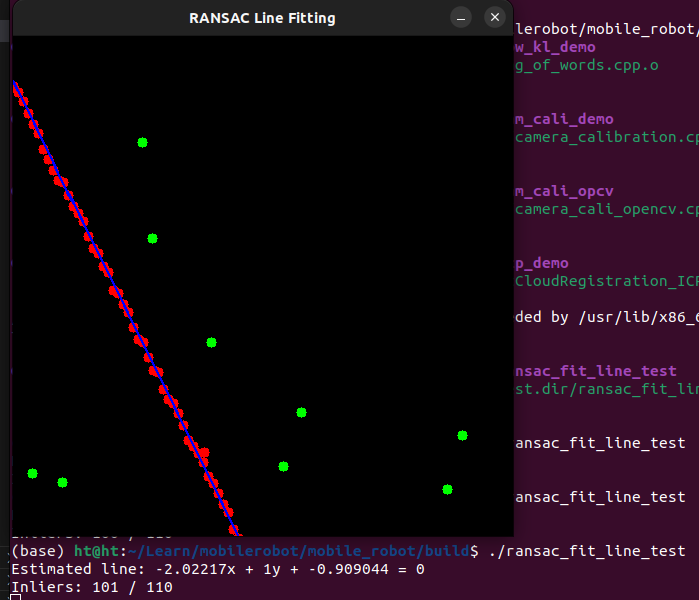 RANSAC Line Fitting
lerobot/mobile_robot/
w_kl_demo
g_of_words.cpp.o
m_cali_demo
camera_calibration.cp
m_cali_opcv
camera_cali_opencv.cp
p_demo
CloudRegistration_ICP
ded by /usr/lib/x86_6
nsac_fit_line_test
st.dir/ransac_fit_lin
ansac_fit_line_test
ansac_fit_line_test
(base) ht@ht:~/Learn/mobilerobot/mobile_robot/build$ ./ransac_fit_line_test
Estimated line: -2.02217x + 1y + -0.909044 = 0
Inliers: 101 / 110